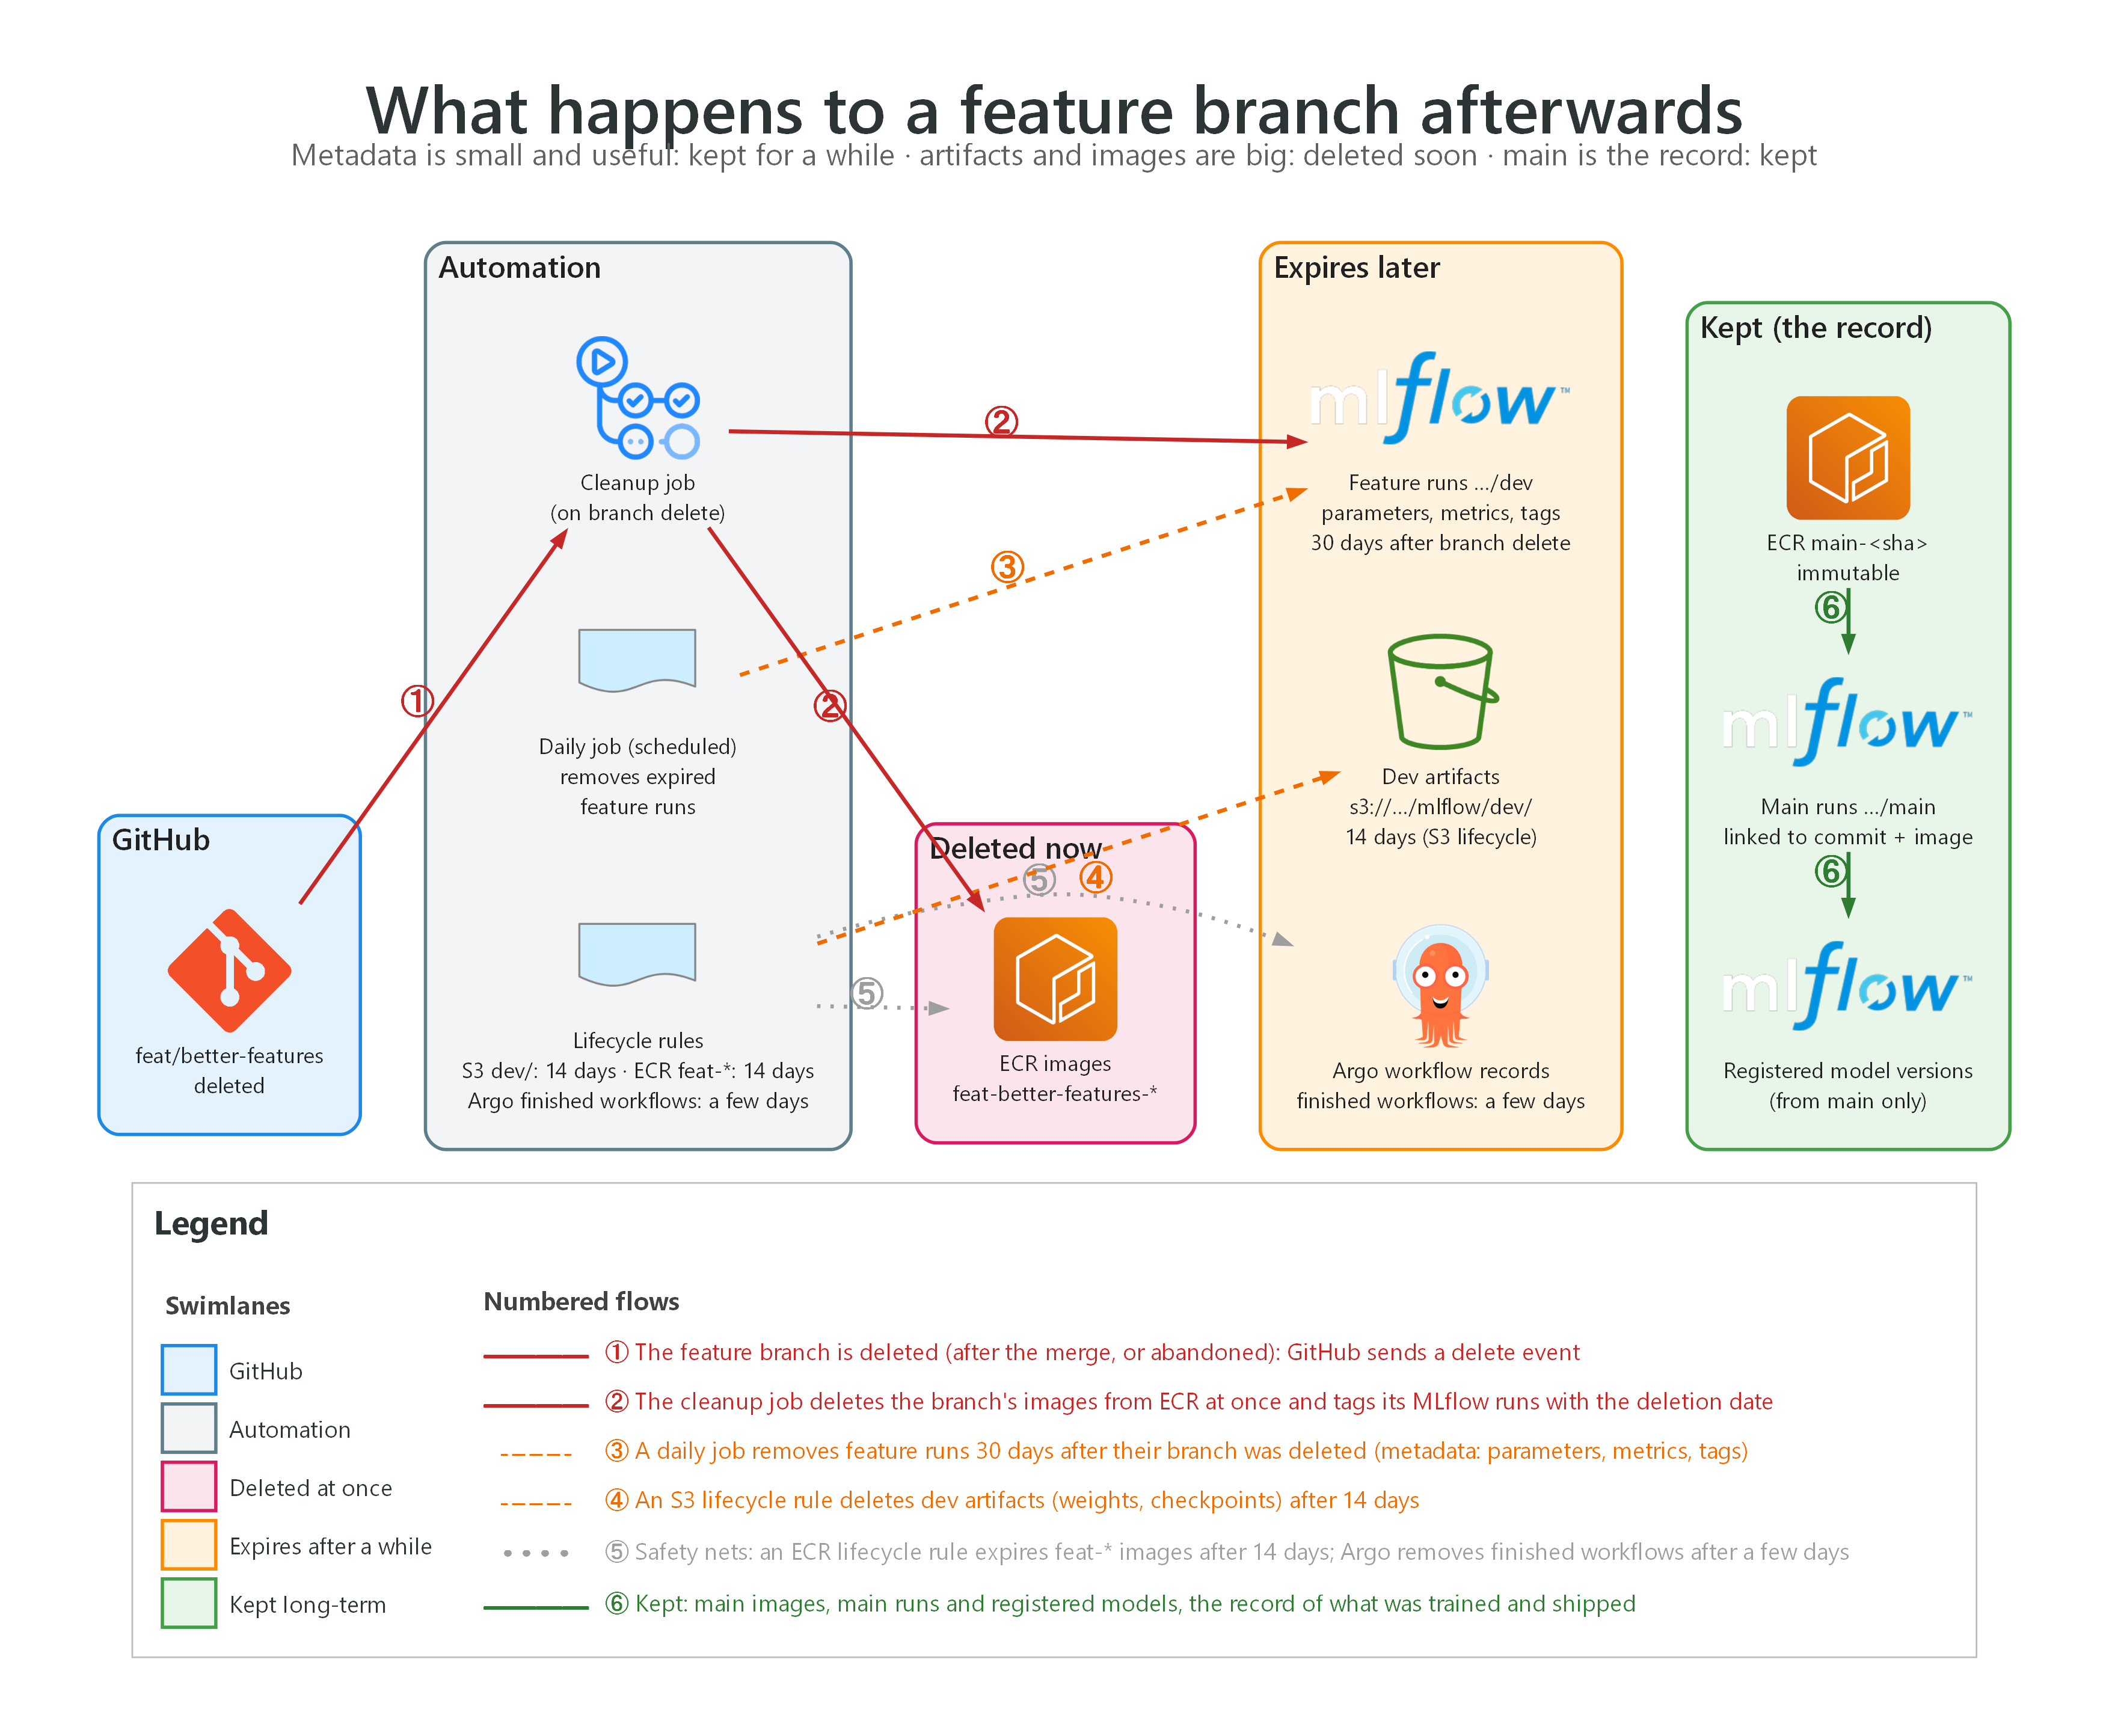 What happens to a feature branch afterwards
Metadata is small and useful: kept for a while · artifacts and images are big: deleted soon · main is the record: kept
Automation
Cleanup job
(on branch delete)
Daily job (scheduled)
removes expired
feature runs
Lifecycle rules
S3 dev/: 14 days · ECR feat-*: 14 days
Argo finished workflows: a few days
GitHub
feat/better-features
deleted
①
②
②
③
④
⑤
⑤
Deleted now
ECR images
feat-better-features-*
Expires later
mlflow™
Feature runs .../dev
parameters, metrics, tags
30 days after branch delete
Dev artifacts
s3://.../mlflow/dev/
14 days (S3 lifecycle)
Argo workflow records
finished workflows: a few days
Kept (the record)
ECR main-<sha>
immutable
⑥
mlflow™
Main runs .../main
linked to commit + image
⑥
mlflow™
Registered model versions
(from main only)
Legend
Swimlanes
GitHub
Automation
Deleted at once
Expires after a while
Kept long-term
Numbered flows
① The feature branch is deleted (after the merge, or abandoned): GitHub sends a delete event
② The cleanup job deletes the branch's images from ECR at once and tags its MLflow runs with the deletion date
③ A daily job removes feature runs 30 days after their branch was deleted (metadata: parameters, metrics, tags)
④ An S3 lifecycle rule deletes dev artifacts (weights, checkpoints) after 14 days
⑤ Safety nets: an ECR lifecycle rule expires feat-* images after 14 days; Argo removes finished workflows after a few days
⑥ Kept: main images, main runs and registered models, the record of what was trained and shipped